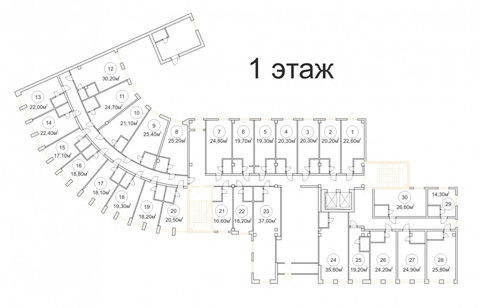 1 этаж
12
30,20м²
13
22,00м²
11
24,70м²
14
22,40м²
10
21,10м²
15
17,10м²
9
25,40м²
8
25,20м²
7
24,80м²
6
19,70м²
5
19,30м²
4
20,30м²
3
20,30м²
2
20,20м²
1
22,60м²
16
16,80м²
17
18,10м²
18
19,30м²
19
18,20м²
20
20,50м²
21
16,60м²
22
18,20м²
23
37,00м²
30
26,60м²
14,30м²
29
24
35,80м²
25
19,20м²
26
24,20м²
27
24,90м²
28
25,80м²